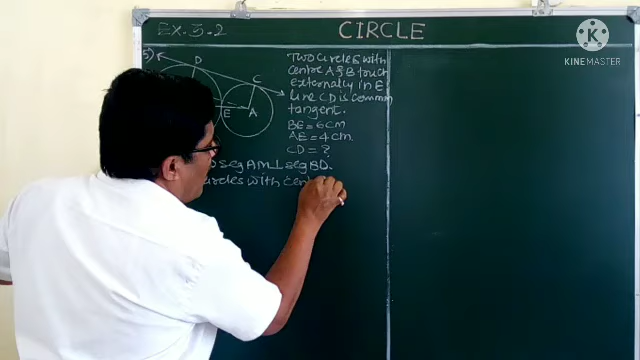 Ex. 3.2
CIRCLE
5)
D
C
E
A
Two circles with
centre A & B touch
externally in E
line CD is common
tangent.
BE = 6 cm
AE = 4 cm.
CD = ?
seg AM ⊥ seg BD.
circles with cent
KINEMASTER